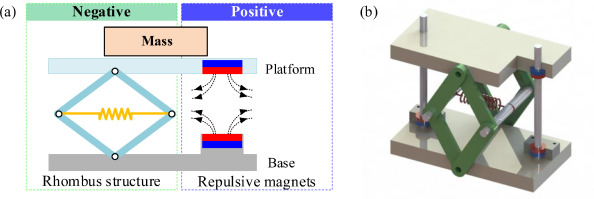 (a)
Negative
Positive
(b)
Mass
Platform
Base
Rhombus structure
Repulsive magnets